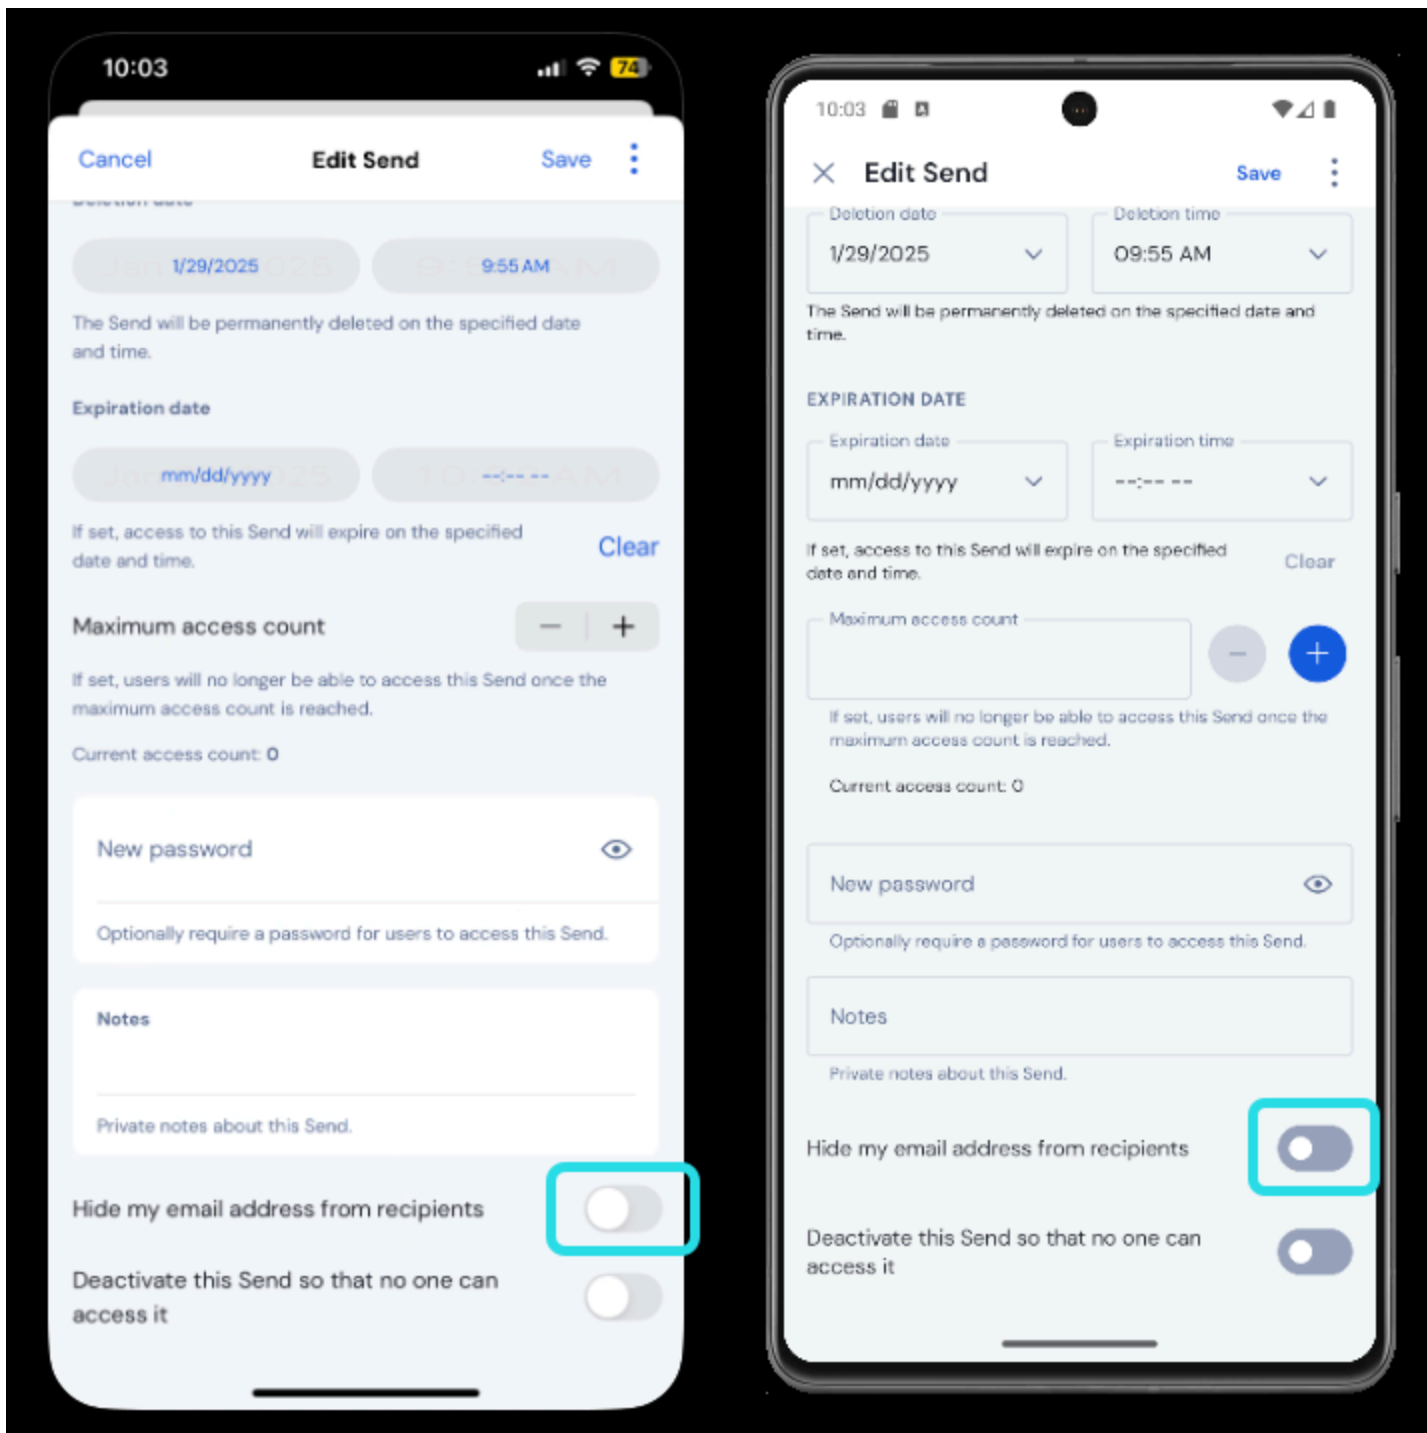 10:03
74
Cancel
Edit Send
Save
Deletion date
1/29/2025
9:55 AM
The Send will be permanently deleted on the specified date
and time.
Expiration date
mm/dd/yyyy
--:-- --
If set, access to this Send will expire on the specified
date and time.
Clear
Maximum access count
− +
If set, users will no longer be able to access this Send once the
maximum access count is reached.
Current access count: 0
New password
Optionally require a password for users to access this Send.
Notes
Private notes about this Send.
Hide my email address from recipients
Deactivate this Send so that no one can
access it
10:03
Edit Send
Save
Deletion date
Deletion time
1/29/2025
09:55 AM
The Send will be permanently deleted on the specified date and
time.
EXPIRATION DATE
Expiration date
Expiration time
mm/dd/yyyy
--:-- --
If set, access to this Send will expire on the specified
date and time.
Clear
Maximum access count
− +
If set, users will no longer be able to access this Send once the
maximum access count is reached.
Current access count: 0
New password
Optionally require a password for users to access this Send.
Notes
Private notes about this Send.
Hide my email address from recipients
Deactivate this Send so that no one can
access it